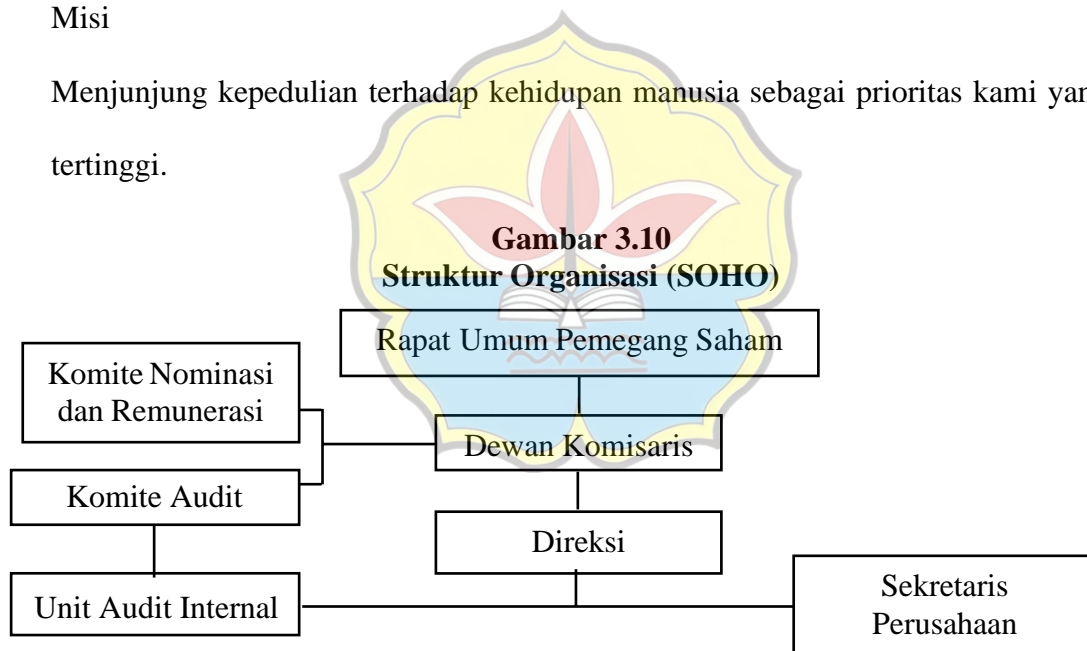 Misi
Menjunjung kepedulian terhadap kehidupan manusia sebagai prioritas kami yan
tertinggi.
Gambar 3.10
Struktur Organisasi (SOHO)
Rapat Umum Pemegang Saham
Komite Nominasi
dan Remunerasi
Dewan Komisaris
Komite Audit
Direksi
Unit Audit Internal
Sekretaris
Perusahaan